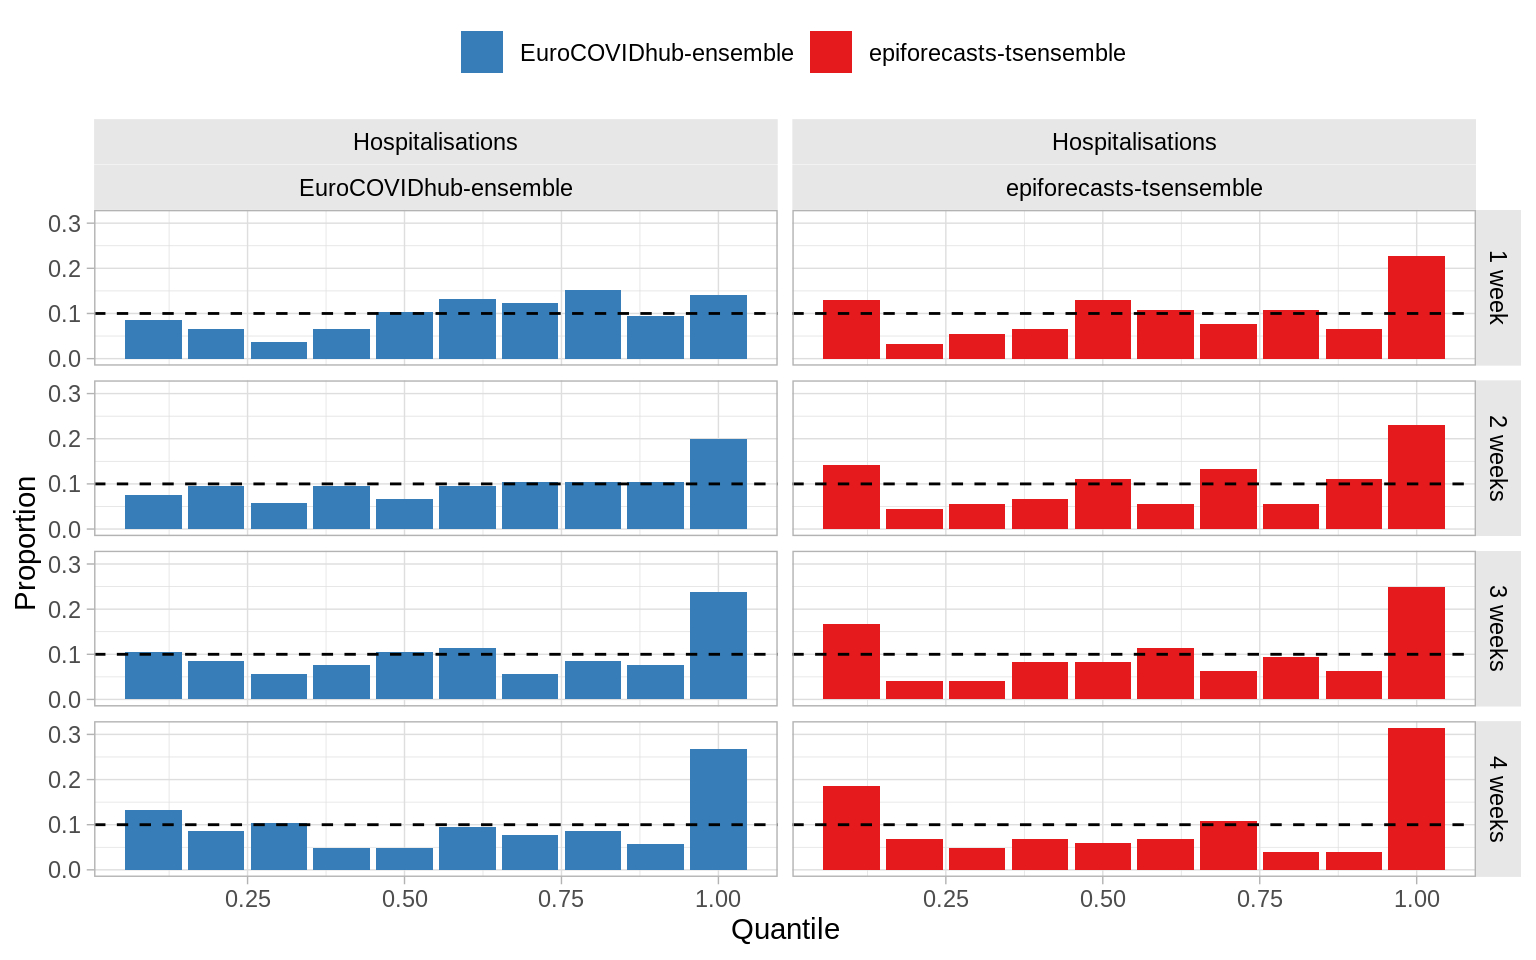 EuroCOVIDhub-ensemble epiforecasts-tsensemble
Hospitalisations Hospitalisations
EuroCOVIDhub-ensemble epiforecasts-tsensemble
0.3
0.2
0.1
0.0
1 week
0.3
0.2
0.1
0.0
2 weeks
0.3
0.2
0.1
0.0
3 weeks
0.3
0.2
0.1
0.0
4 weeks
Proportion
0.25 0.50 0.75 1.00 0.25 0.50 0.75 1.00
Quantile